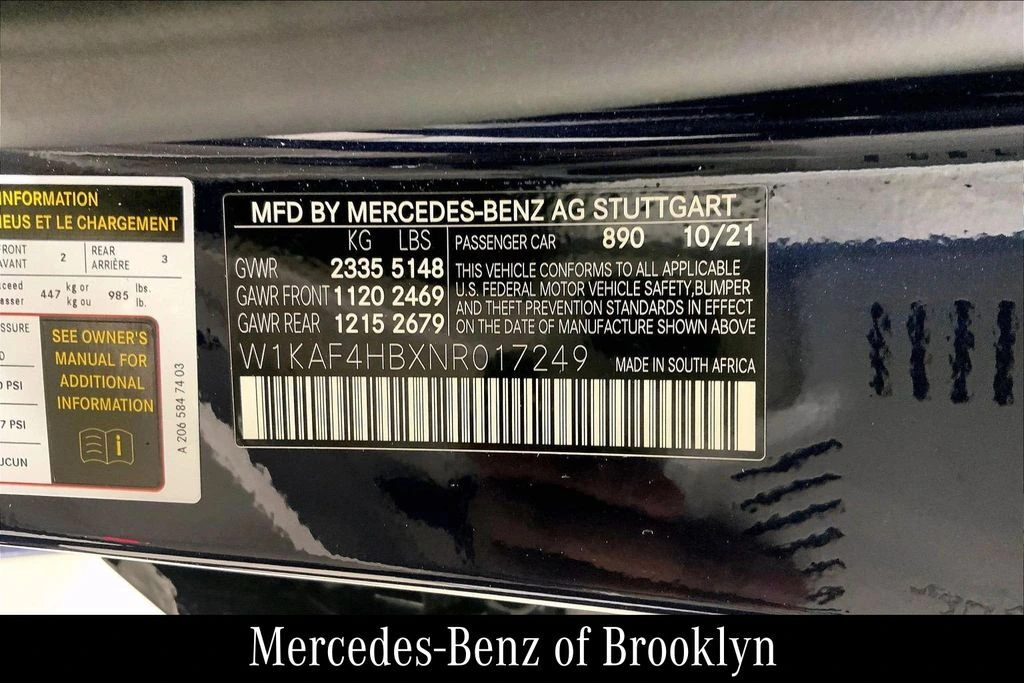 INFORMATION
NEUS ET LE CHARGEMENT
FRONT
AVANT
2
REAR
ARRIÈRE
3
447 kg or
kg ou
985 lbs.
lb.
SEE OWNER'S
MANUAL FOR
ADDITIONAL
INFORMATION
PSI
7 PSI
A 206 584 74 03
MFD BY MERCEDES-BENZ AG STUTTGART
KG LBS
GVWR 2335 5148
GAWR FRONT 1120 2469
GAWR REAR 1215 2679
PASSENGER CAR 890 10/21
THIS VEHICLE CONFORMS TO ALL APPLICABLE
U.S. FEDERAL MOTOR VEHICLE SAFETY,BUMPER
AND THEFT PREVENTION STANDARDS IN EFFECT
ON THE DATE OF MANUFACTURE SHOWN ABOVE
W1KAF4HBXNR017249 MADE IN SOUTH AFRICA
Mercedes-Benz of Brooklyn